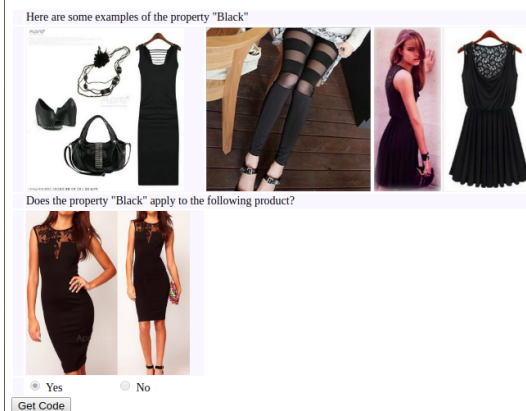 Here are some examples of the property "Black"
Does the property "Black" apply to the following product?
Yes
No
Get Code